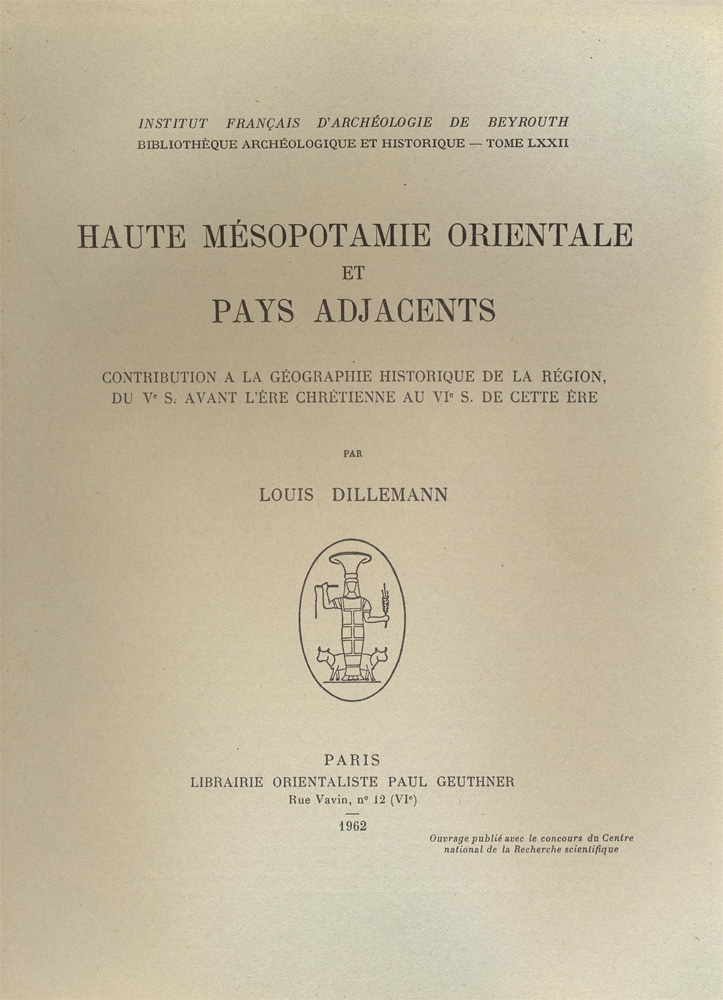 INSTITUT FRANÇAIS D'ARCHÉOLOGIE DE BEYROUTH
BIBLIOTHÈQUE ARCHÉOLOGIQUE ET HISTORIQUE — TOME LXXII
HAUTE MÉSOPOTAMIE ORIENTALE
ET
PAYS ADJACENTS
CONTRIBUTION A LA GÉOGRAPHIE HISTORIQUE DE LA RÉGION,
DU Vᵉ S. AVANT L'ÈRE CHRÉTIENNE AU VIᵉ S. DE CETTE ÈRE
PAR
LOUIS DILLEMANN
PARIS
LIBRAIRIE ORIENTALISTE PAUL GEUTHNER
Rue Vavin, nº 12 (VIᵉ)
1962
Ouvrage publié avec le concours du Centre
national de la Recherche scientifique